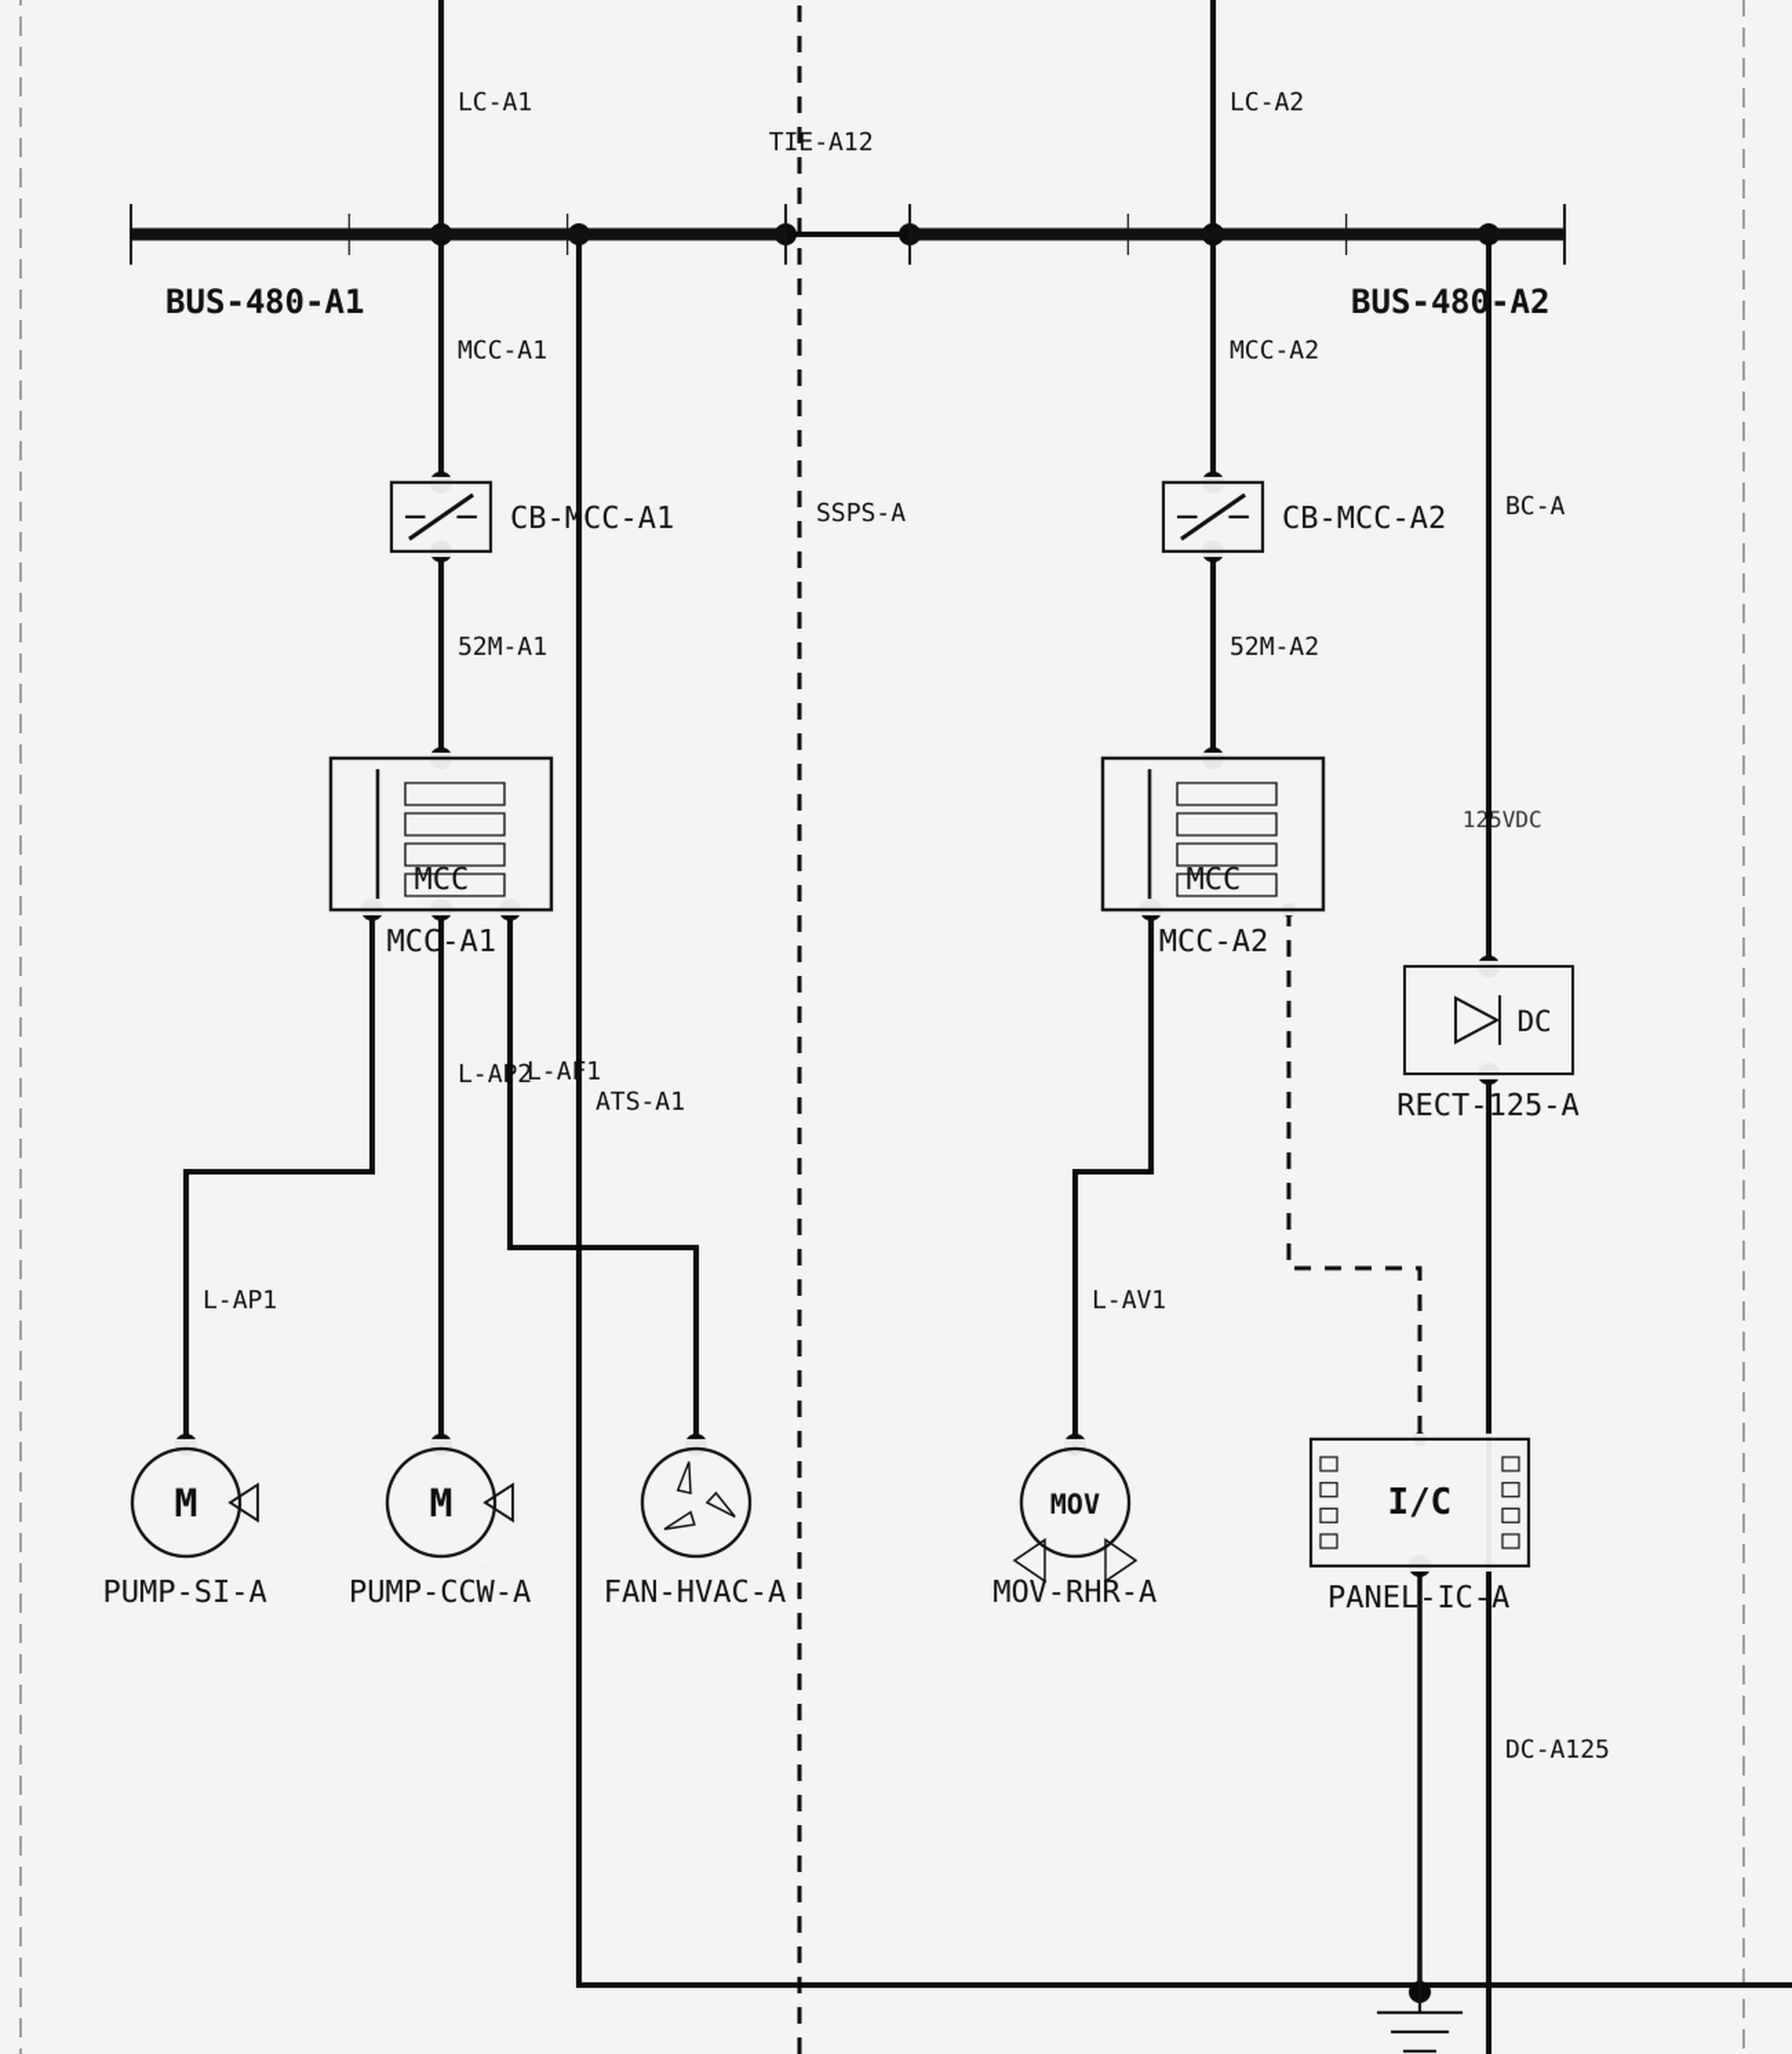 LC-A1
LC-A2
TIE-A12
BUS-480-A1
BUS-480-A2
MCC-A1
MCC-A2
CB-MCC-A1
SSPS-A
CB-MCC-A2
BC-A
52M-A1
52M-A2
125VDC
MCC
MCC
MCC-A1
MCC-A2
DC
L-AP2
L-AF1
ATS-A1
RECT-125-A
L-AP1
L-AV1
M
M
MOV
I/C
PUMP-SI-A
PUMP-CCW-A
FAN-HVAC-A
MOV-RHR-A
PANEL-IC-A
DC-A125